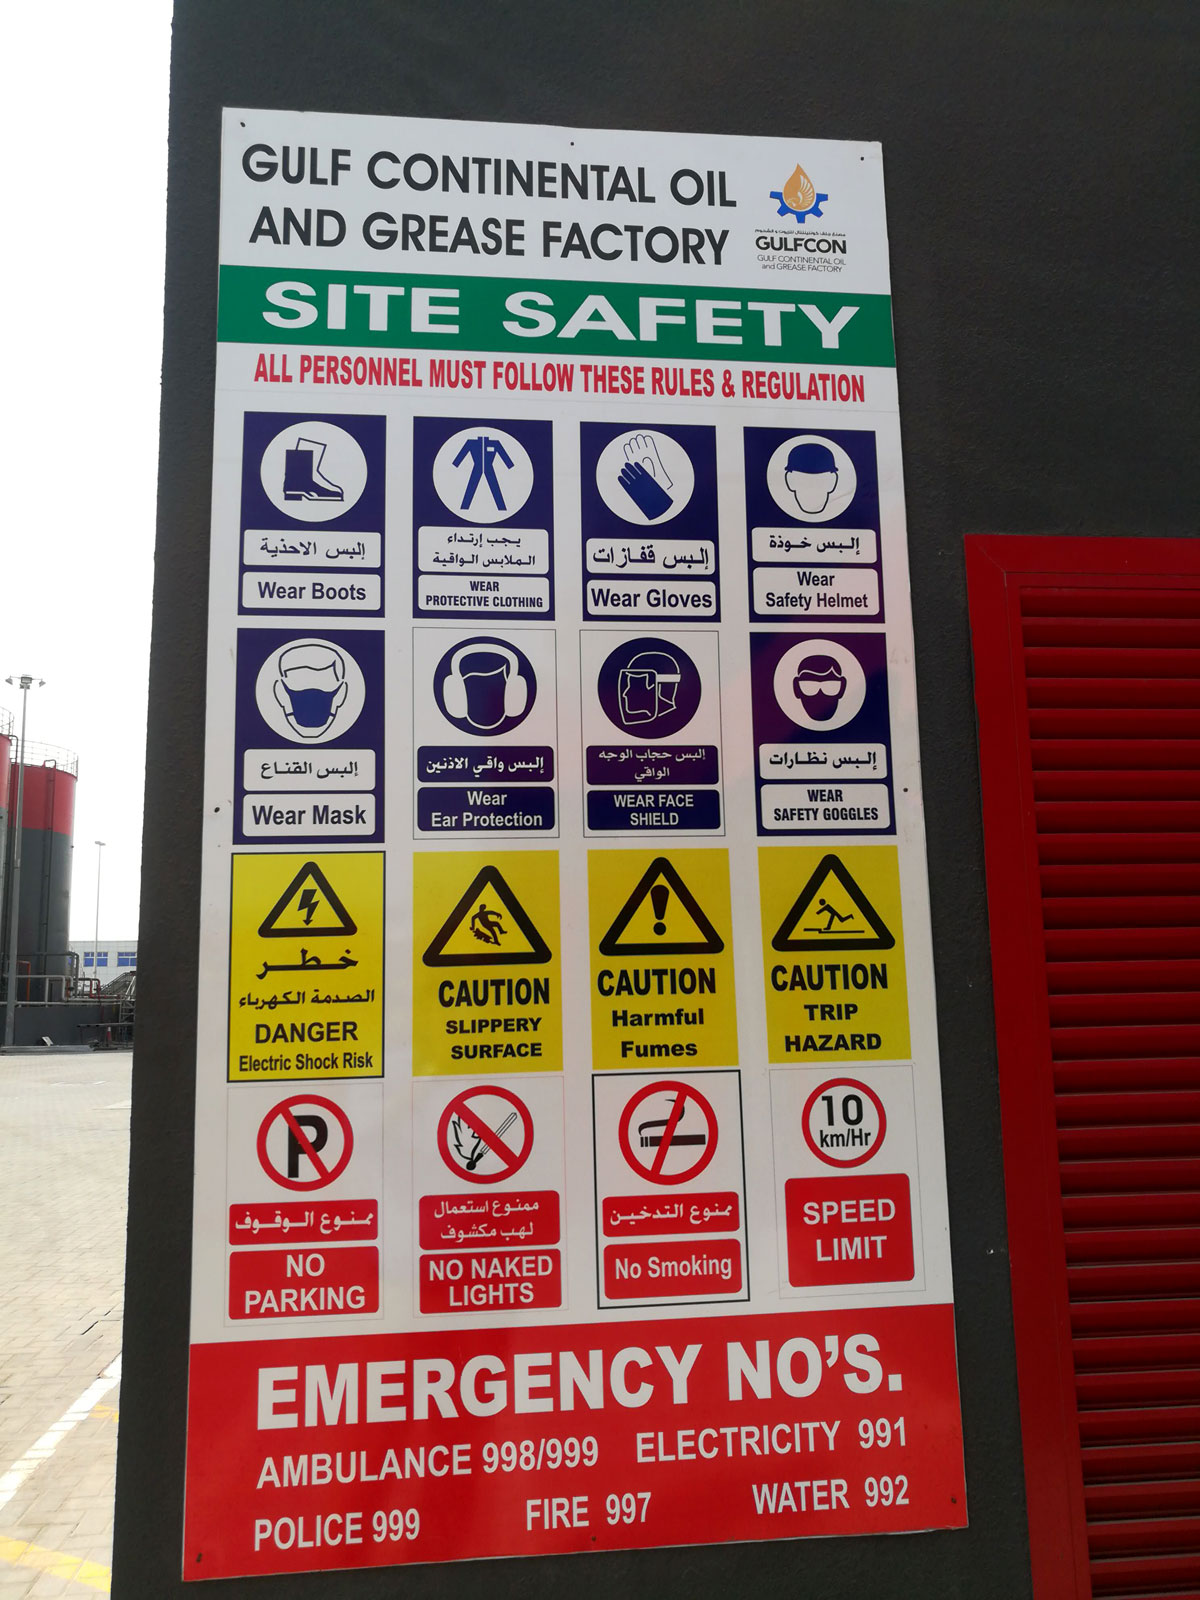 GULF CONTINENTAL OIL
AND GREASE FACTORY
مصنع جلف كونتيننتال للزيوت و الشحوم
GULFCON
GULF CONTINENTAL OIL
and GREASE FACTORY
SITE SAFETY
ALL PERSONNEL MUST FOLLOW THESE RULES & REGULATION
إلبس الاحذية
Wear Boots
يجب إرتداء
الملابس الواقية
WEAR
PROTECTIVE CLOTHING
إلبس قفازات
Wear Gloves
إلبس خوذة
Wear
Safety Helmet
إلبس القناع
Wear Mask
إلبس واقي الاذنين
Wear
Ear Protection
إلبس حجاب الوجه
الواقي
WEAR FACE
SHIELD
إلبس نظارات
WEAR
SAFETY GOGGLES
خطر
الصدمة الكهرباء
DANGER
Electric Shock Risk
CAUTION
SLIPPERY
SURFACE
CAUTION
Harmful
Fumes
CAUTION
TRIP
HAZARD
P
ممنوع الوقوف
NO
PARKING
ممنوع استعمال
لهب مكشوف
NO NAKED
LIGHTS
ممنوع التدخين
No Smoking
10
km/Hr
SPEED
LIMIT
EMERGENCY NO'S.
AMBULANCE 998/999 ELECTRICITY 991
POLICE 999 FIRE 997 WATER 992